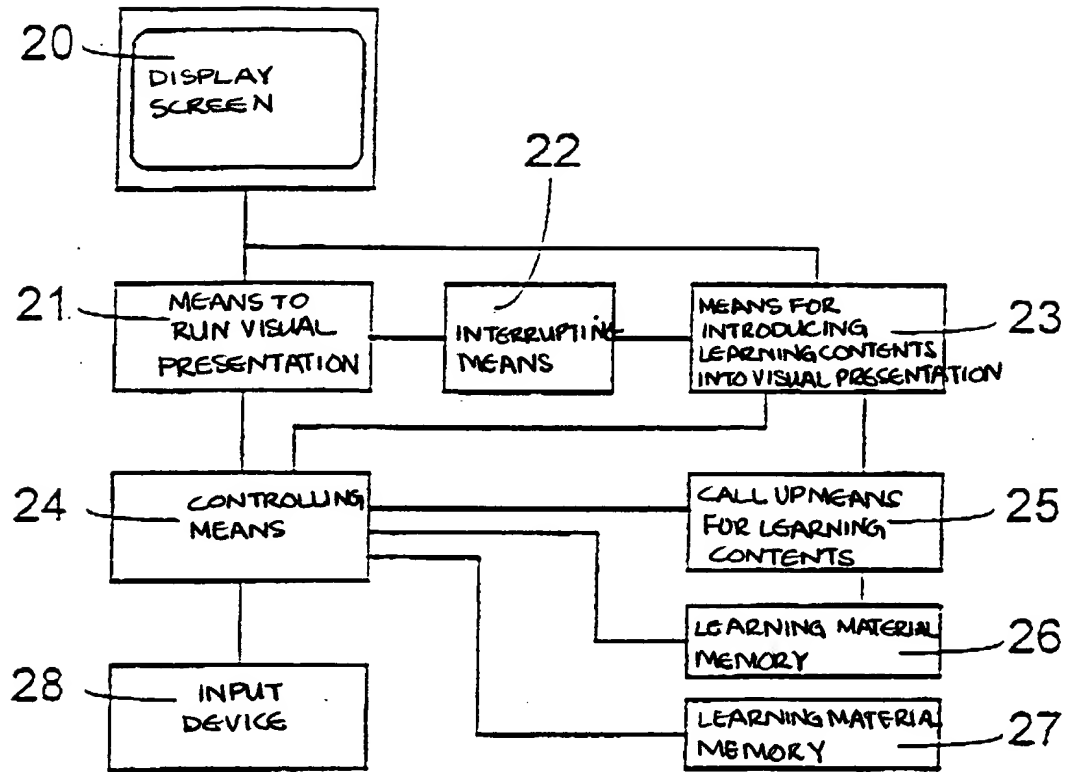 20
DISPLAY
SCREEN
22
21
MEANS TO
RUN VISUAL
PRESENTATION
INTERRUPTING
MEANS
MEANS FOR
INTRODUCING
LEARNING CONTENTS
INTO VISUAL PRESENTATION
23
24
CONTROLLING
MEANS
CALL UP MEANS
FOR LEARNING
CONTENTS
25
LEARNING MATERIAL
MEMORY
26
28
INPUT
DEVICE
LEARNING MATERIAL
MEMORY
27